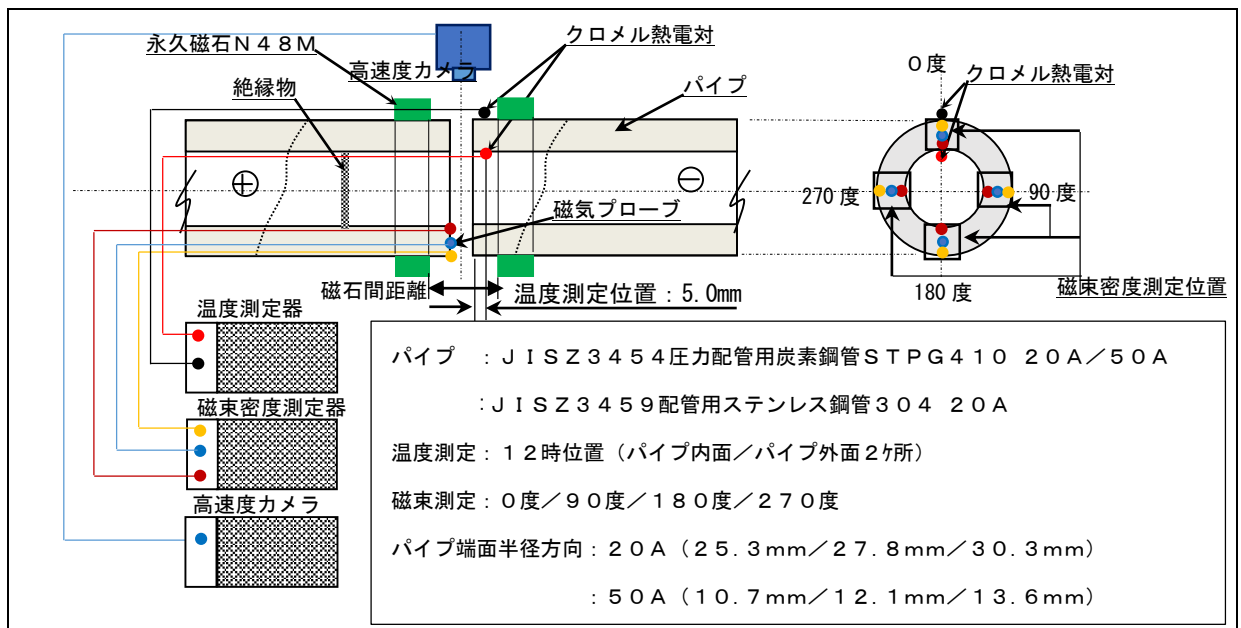 永久磁石Ｎ４８Ｍ
クロメル熱電対
高速度カメラ
絶縁物
パイプ
０度
クロメル熱電対
⊕
⊖
270度
90度
磁気プローブ
磁石間距離
温度測定位置：5.0mm
180度
磁束密度測定位置
温度測定器
磁束密度測定器
高速度カメラ
パイプ　：ＪＩＳＺ３４５４圧力配管用炭素鋼管ＳＴＰＧ４１０ ２０Ａ／５０Ａ
：ＪＩＳＺ３４５９配管用ステンレス鋼管３０４ ２０Ａ
温度測定：１２時位置（パイプ内面／パイプ外面２ヶ所）
磁束測定：０度／９０度／１８０度／２７０度
パイプ端面半径方向：２０Ａ（２５.３ｍｍ／２７.８ｍｍ／３０.３ｍｍ）
：５０Ａ（１０.７ｍｍ／１２.１ｍｍ／１３.６ｍｍ）